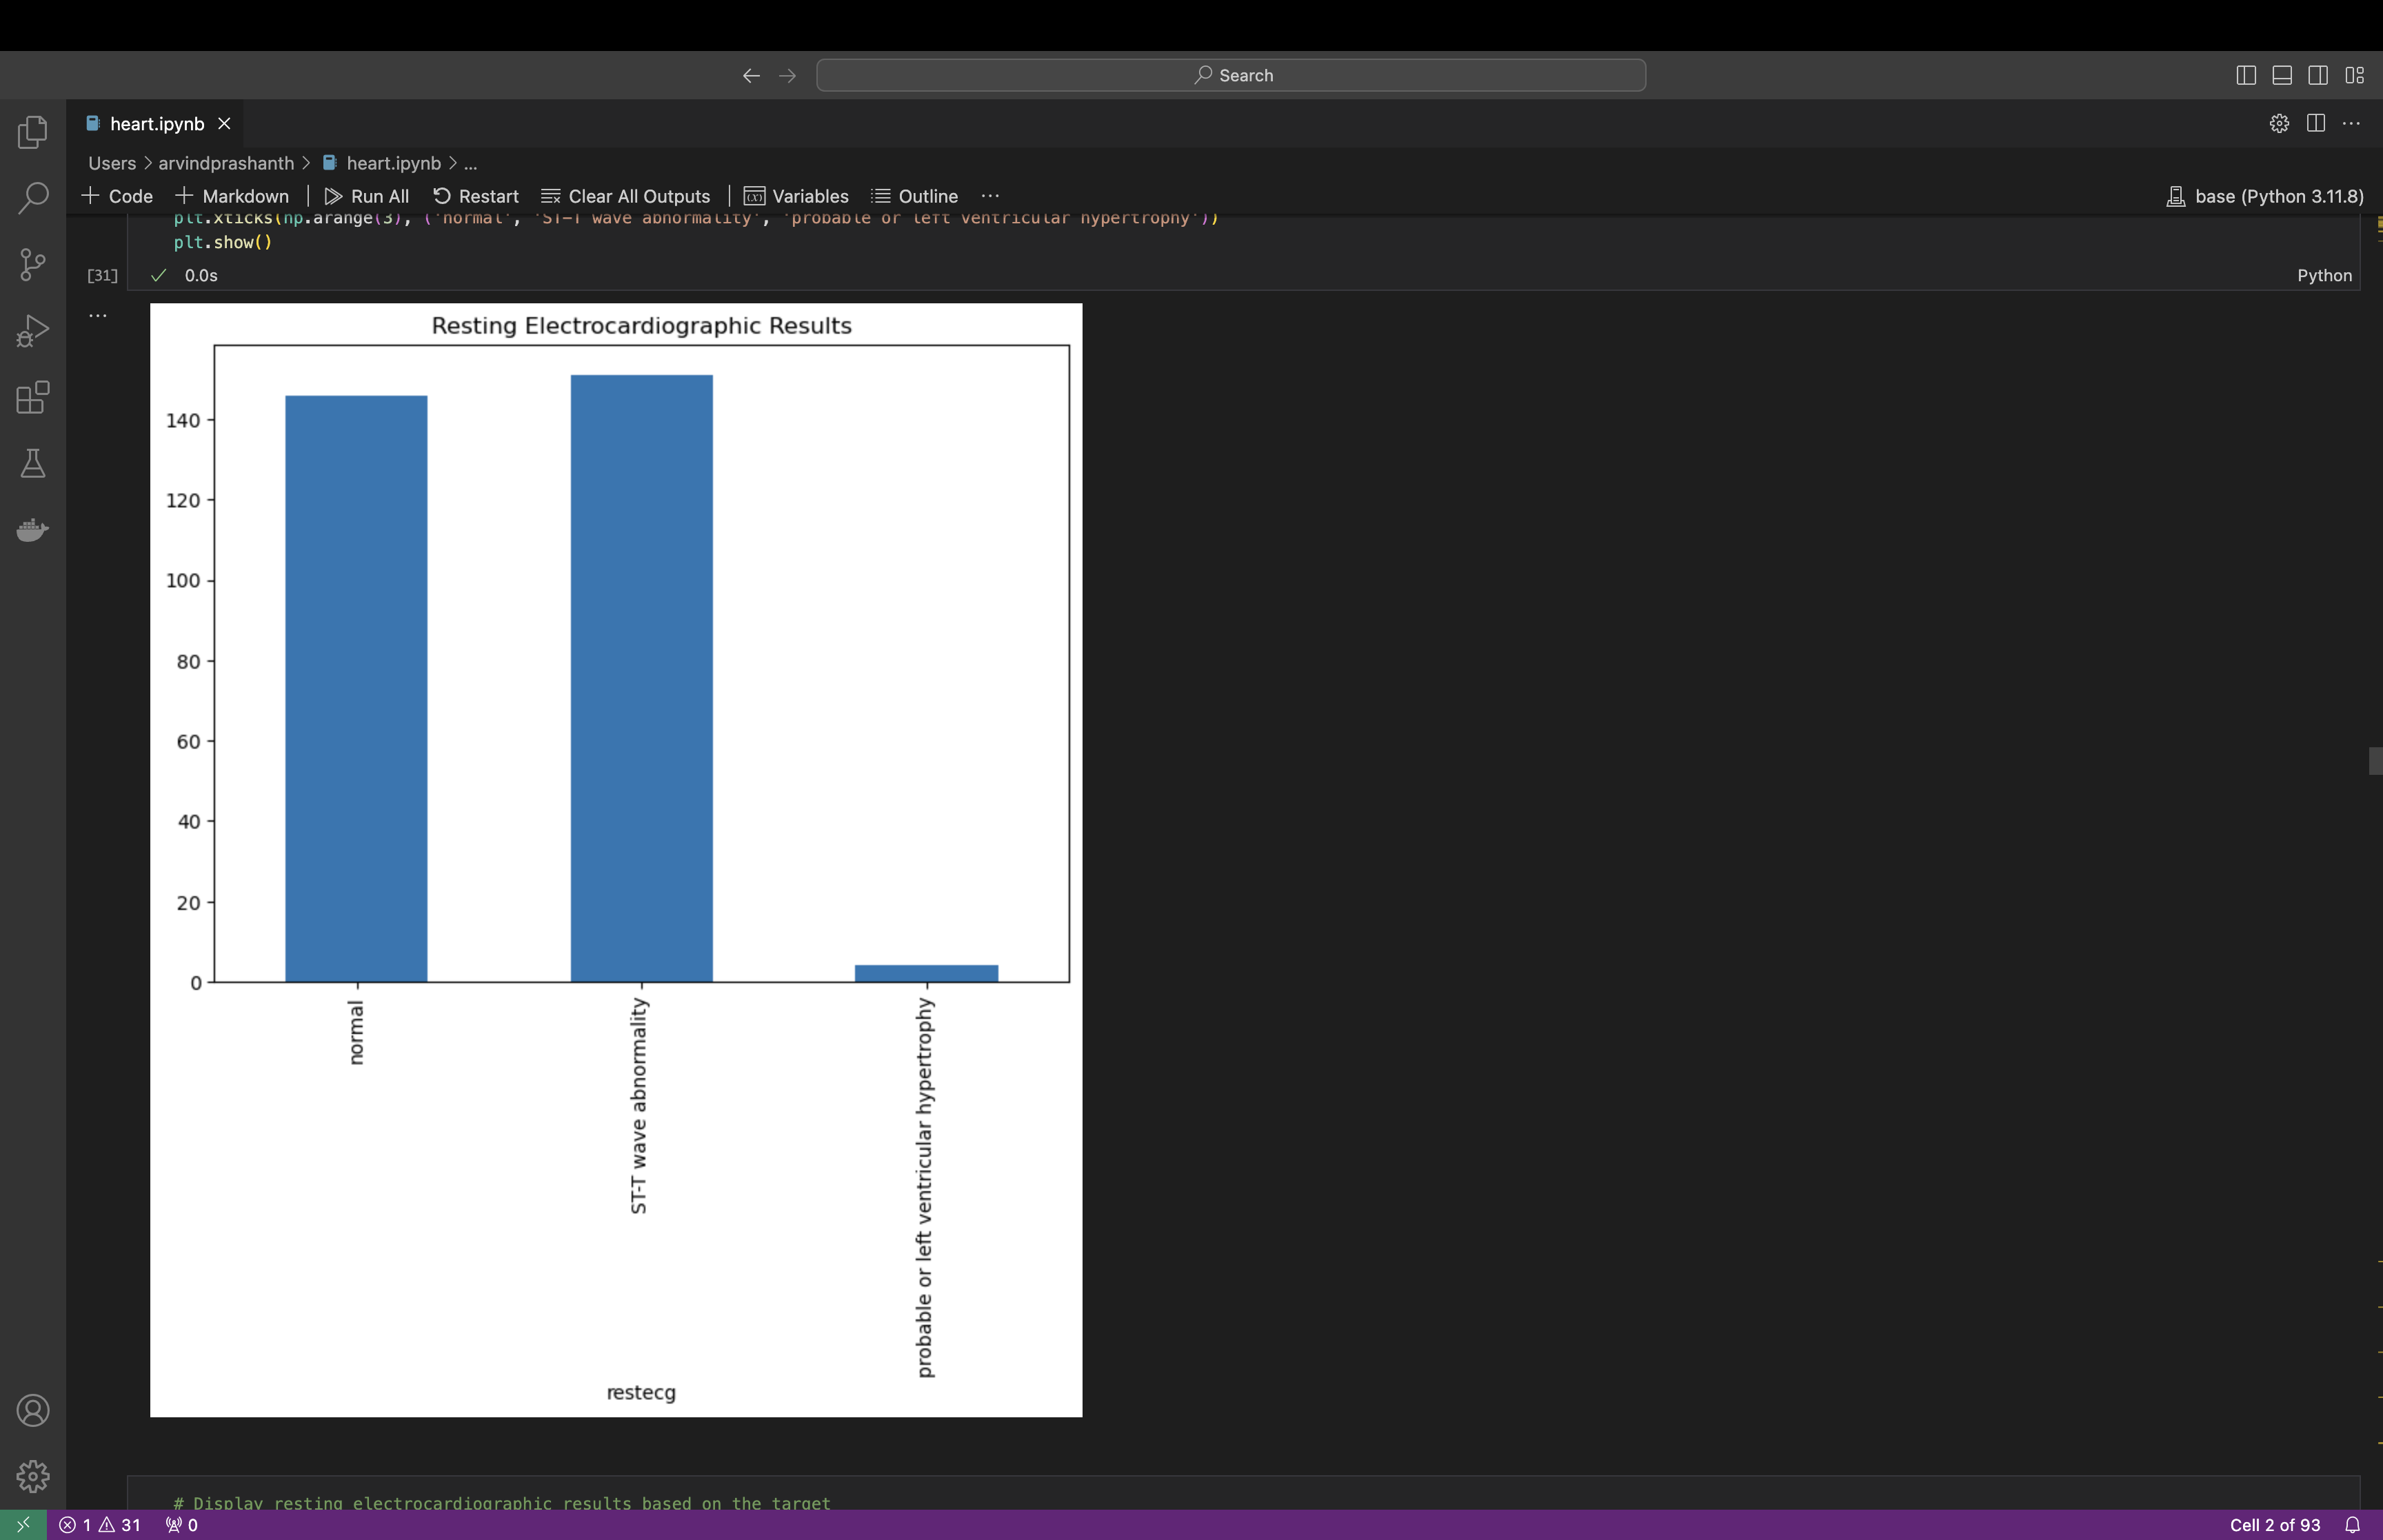 Search
heart.ipynb
Users > arvindprashanth > heart.ipynb > ...
+ Code + Markdown | Run All Restart Clear All Outputs | Variables Outline ... base (Python 3.11.8)
plt.xticks(np.arange(3), ('normal', 'ST-T wave abnormality', 'probable or left ventricular hypertrophy'))
plt.show()
[31] ✓ 0.0s Python
...
Resting Electrocardiographic Results
140
120
100
80
60
40
20
0
normal
ST-T wave abnormality
probable or left ventricular hypertrophy
restecg
# Display resting electrocardiographic results based on the target
1 31 0 Cell 2 of 93